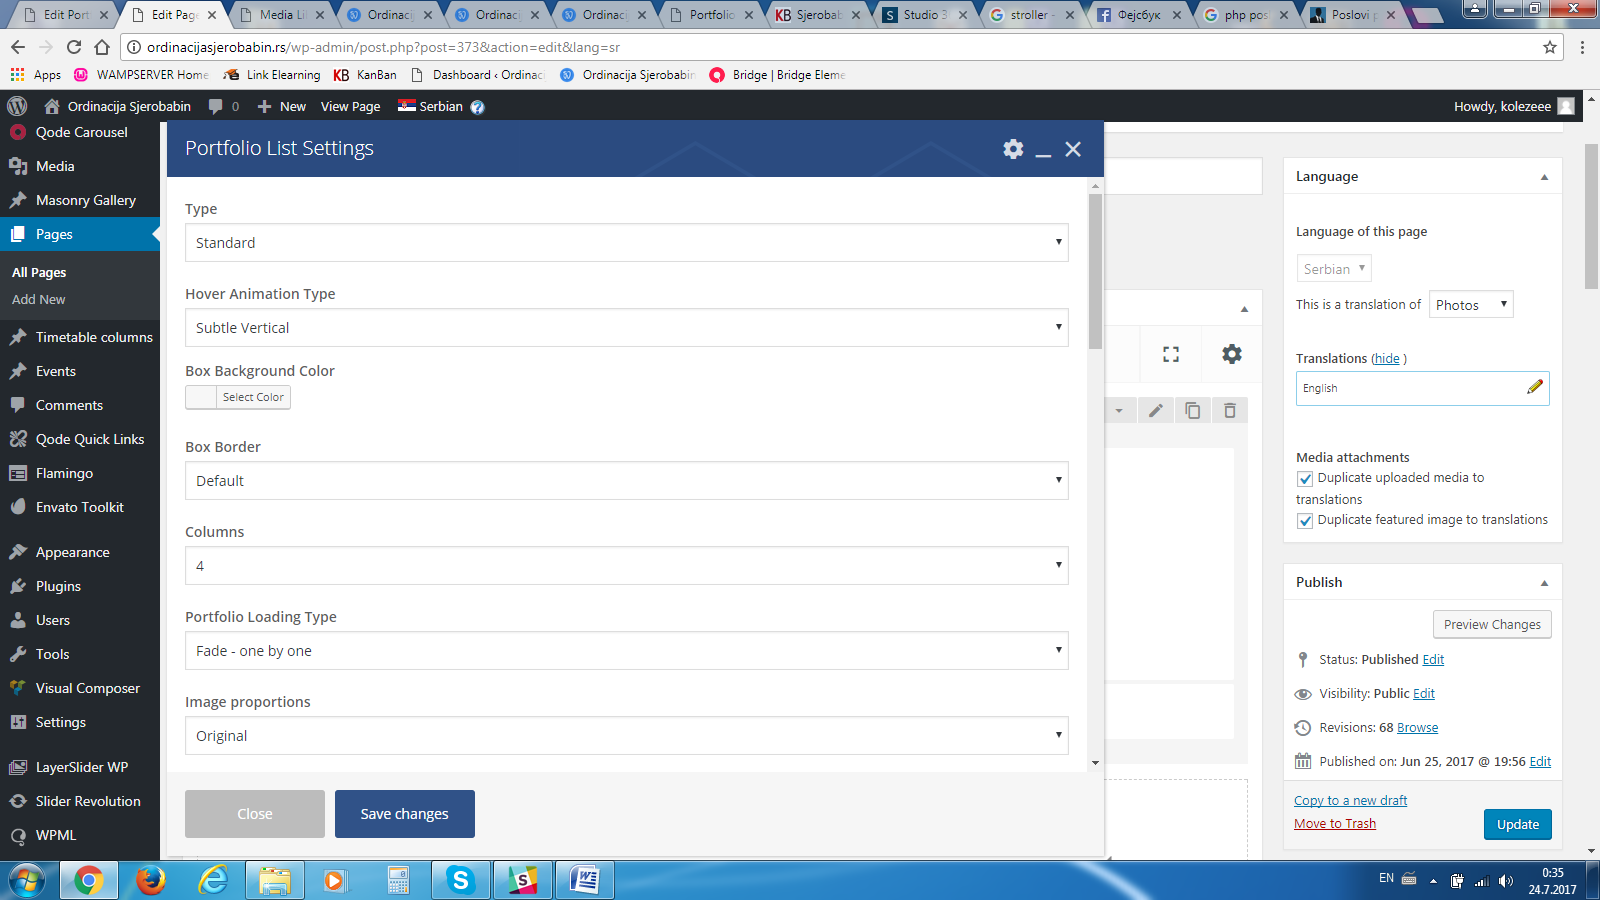 Edit Port
Edit Page
Media Li
Ordinaci
Ordinaci
Ordinaci
Portfolio
Sjerobab
Studio 3
stroller -
Фејсбук
php pos
Poslovi p
ordinacijasjerobabin.rs/wp-admin/post.php?post=373&action=edit&lang=sr
Apps
WAMPSERVER Home
Link Elearning
KB KanBan
Dashboard ‹ Ordinac
Ordinacija Sjerobabin
Bridge | Bridge Eleme
Ordinacija Sjerobabin
0
New
View Page
Serbian
Howdy, kolezeee
Qode Carousel
Media
Masonry Gallery
Pages
All Pages
Add New
Timetable columns
Events
Comments
Qode Quick Links
Flamingo
Envato Toolkit
Appearance
Plugins
Users
Tools
Visual Composer
Settings
LayerSlider WP
Slider Revolution
WPML
Portfolio List Settings
Type
Standard
Hover Animation Type
Subtle Vertical
Box Background Color
Select Color
Box Border
Default
Columns
4
Portfolio Loading Type
Fade - one by one
Image proportions
Original
Close
Save changes
Language
Language of this page
Serbian
This is a translation of Photos
Translations (hide )
English
Media attachments
Duplicate uploaded media to
translations
Duplicate featured image to translations
Publish
Preview Changes
Status: Published Edit
Visibility: Public Edit
Revisions: 68 Browse
Published on: Jun 25, 2017 @ 19:56 Edit
Copy to a new draft
Move to Trash
Update
EN
0:35
24.7.2017